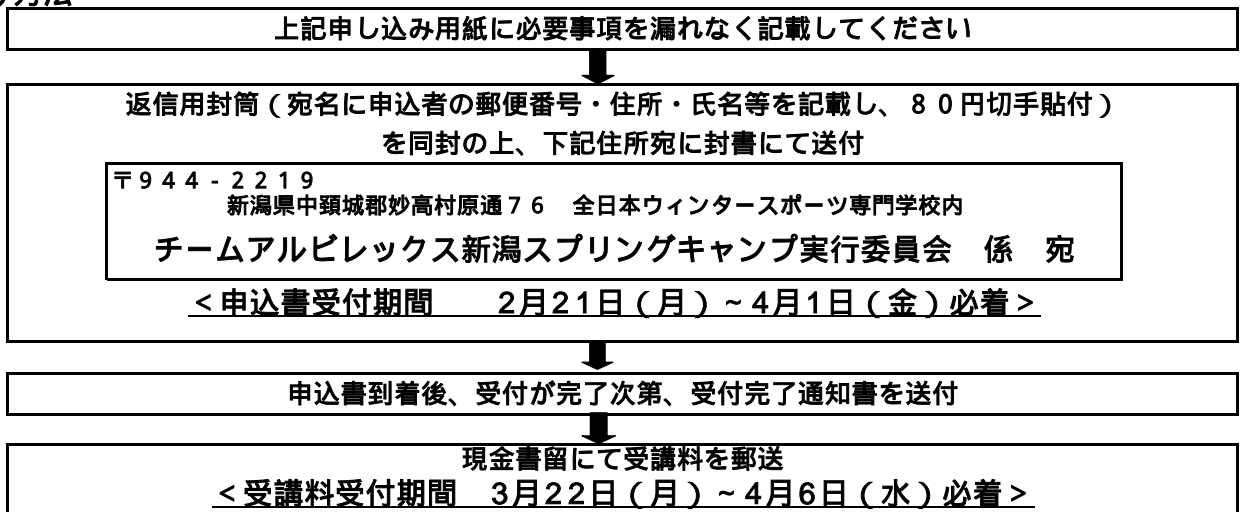 上記申し込み用紙に必要事項を漏れなく記載してください
返信用封筒（宛名に申込者の郵便番号・住所・氏名等を記載し、８０円切手貼付）
を同封の上、下記住所宛に封書にて送付
〒９４４-２２１９
新潟県中頸城郡妙高村原通７６　全日本ウィンタースポーツ専門学校内
チームアルビレックス新潟スプリングキャンプ実行委員会　係　宛
＜申込書受付期間　　2月21日（月）～4月1日（金）必着＞
申込書到着後、受付が完了次第、受付完了通知書を送付
現金書留にて受講料を郵送
＜受講料受付期間　3月22日（月）～4月6日（水）必着＞